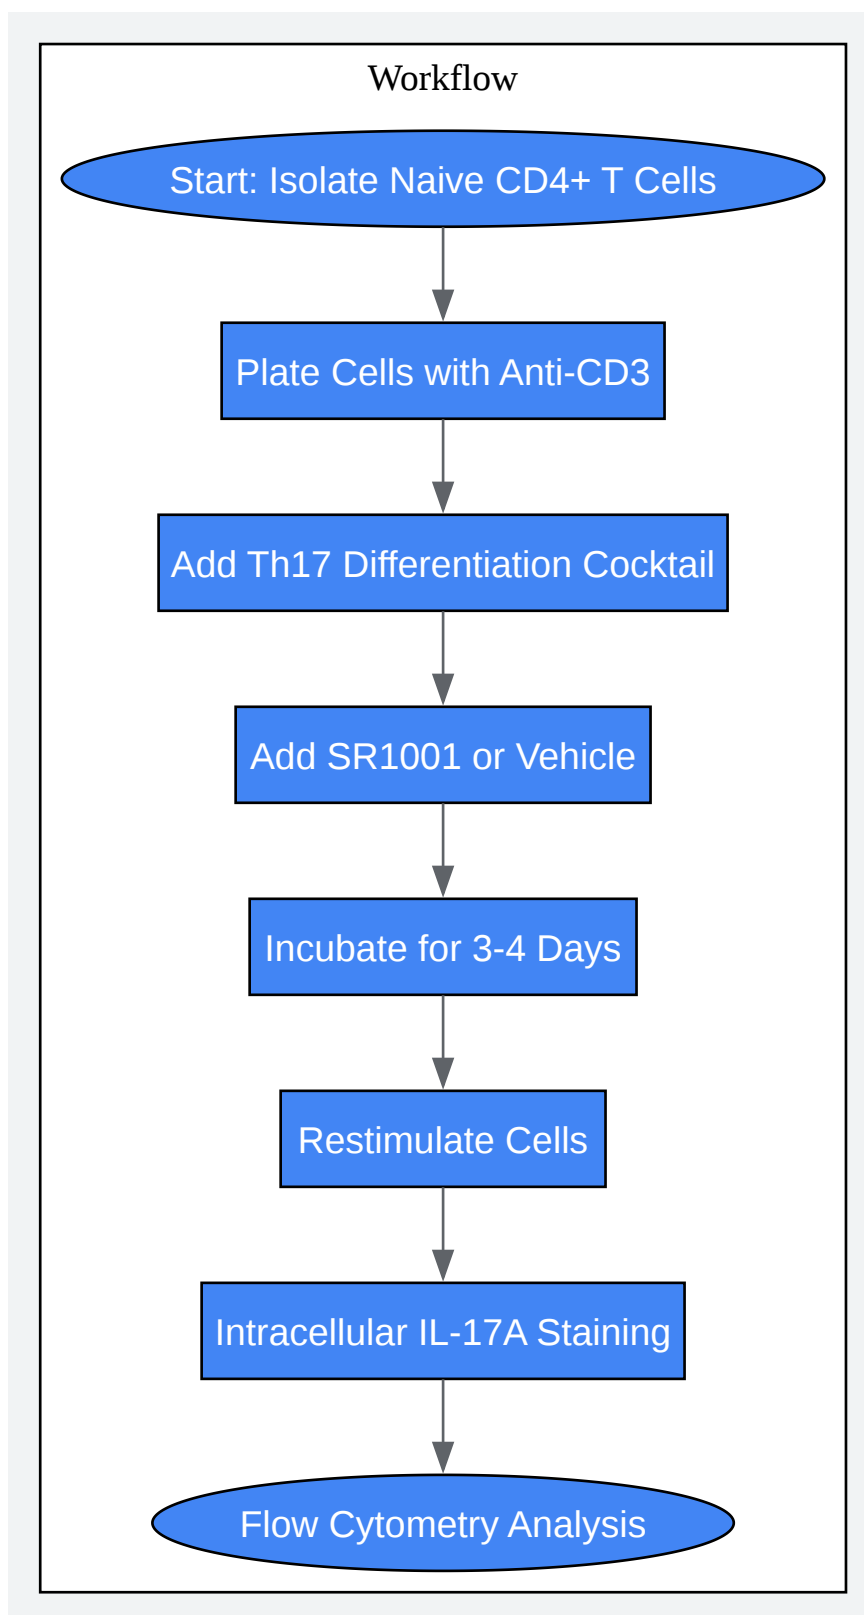 Workflow
Start: Isolate Naive CD4+ T Cells
Plate Cells with Anti-CD3
Add Th17 Differentiation Cocktail
Add SR1001 or Vehicle
Incubate for 3-4 Days
Restimulate Cells
Intracellular IL-17A Staining
Flow Cytometry Analysis